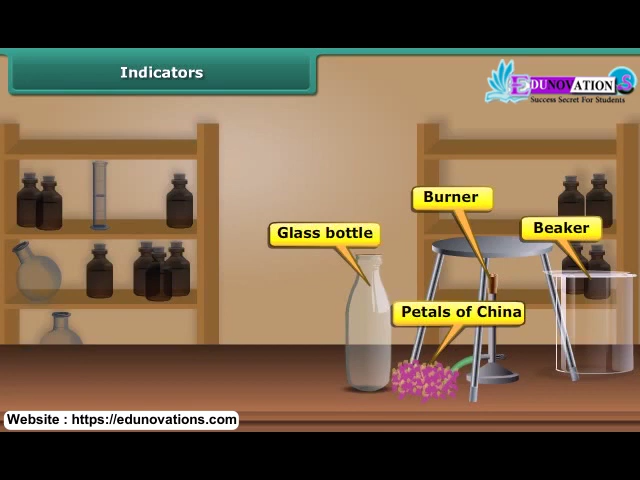 Indicators
EDUNOVATIONS
Success Secret For Students
Burner
Glass bottle
Beaker
Petals of China
Website : https://edunovations.com